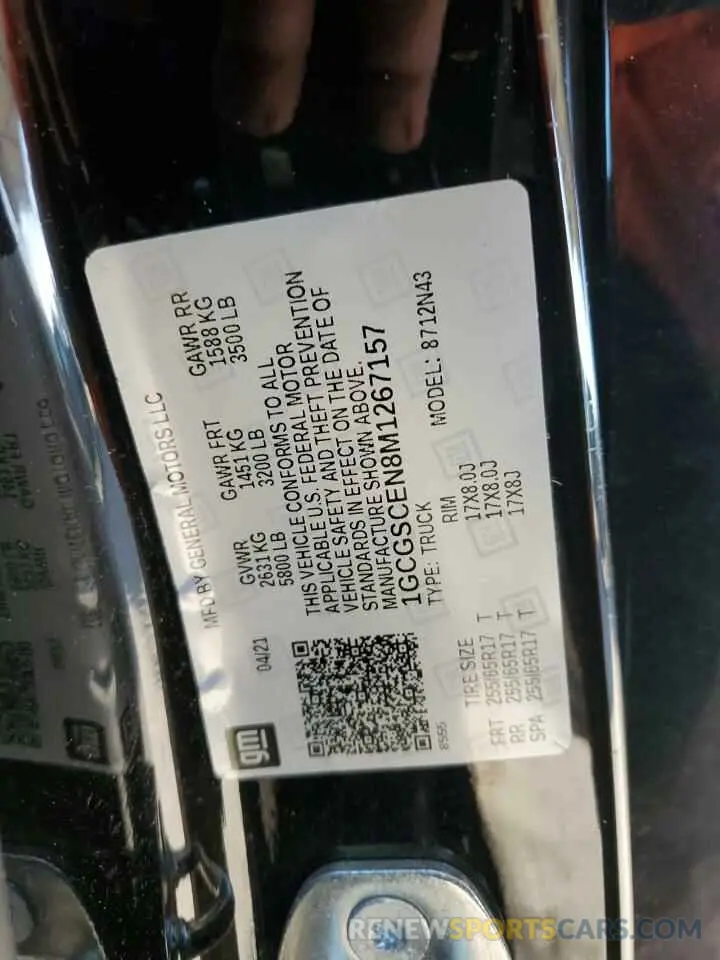 gm
MFD BY GENERAL MOTORS LLC
04/21
GVWR GAWR FRT GAWR RR
2631 KG 1451 KG 1588 KG
5800 LB 3200 LB 3500 LB
THIS VEHICLE CONFORMS TO ALL
APPLICABLE U.S. FEDERAL MOTOR
VEHICLE SAFETY AND THEFT PREVENTION
STANDARDS IN EFFECT ON THE DATE OF
MANUFACTURE SHOWN ABOVE.
1GCGSCEN8M1267157
TYPE: TRUCK MODEL: 8712N43
8555
TIRE SIZE RIM
FRT 255/65R17 T 17X8.0J
RR 255/65R17 T 17X8.0J
SPA 255/65R17 T 17X8J
RENEWSPORTSCARS.COM